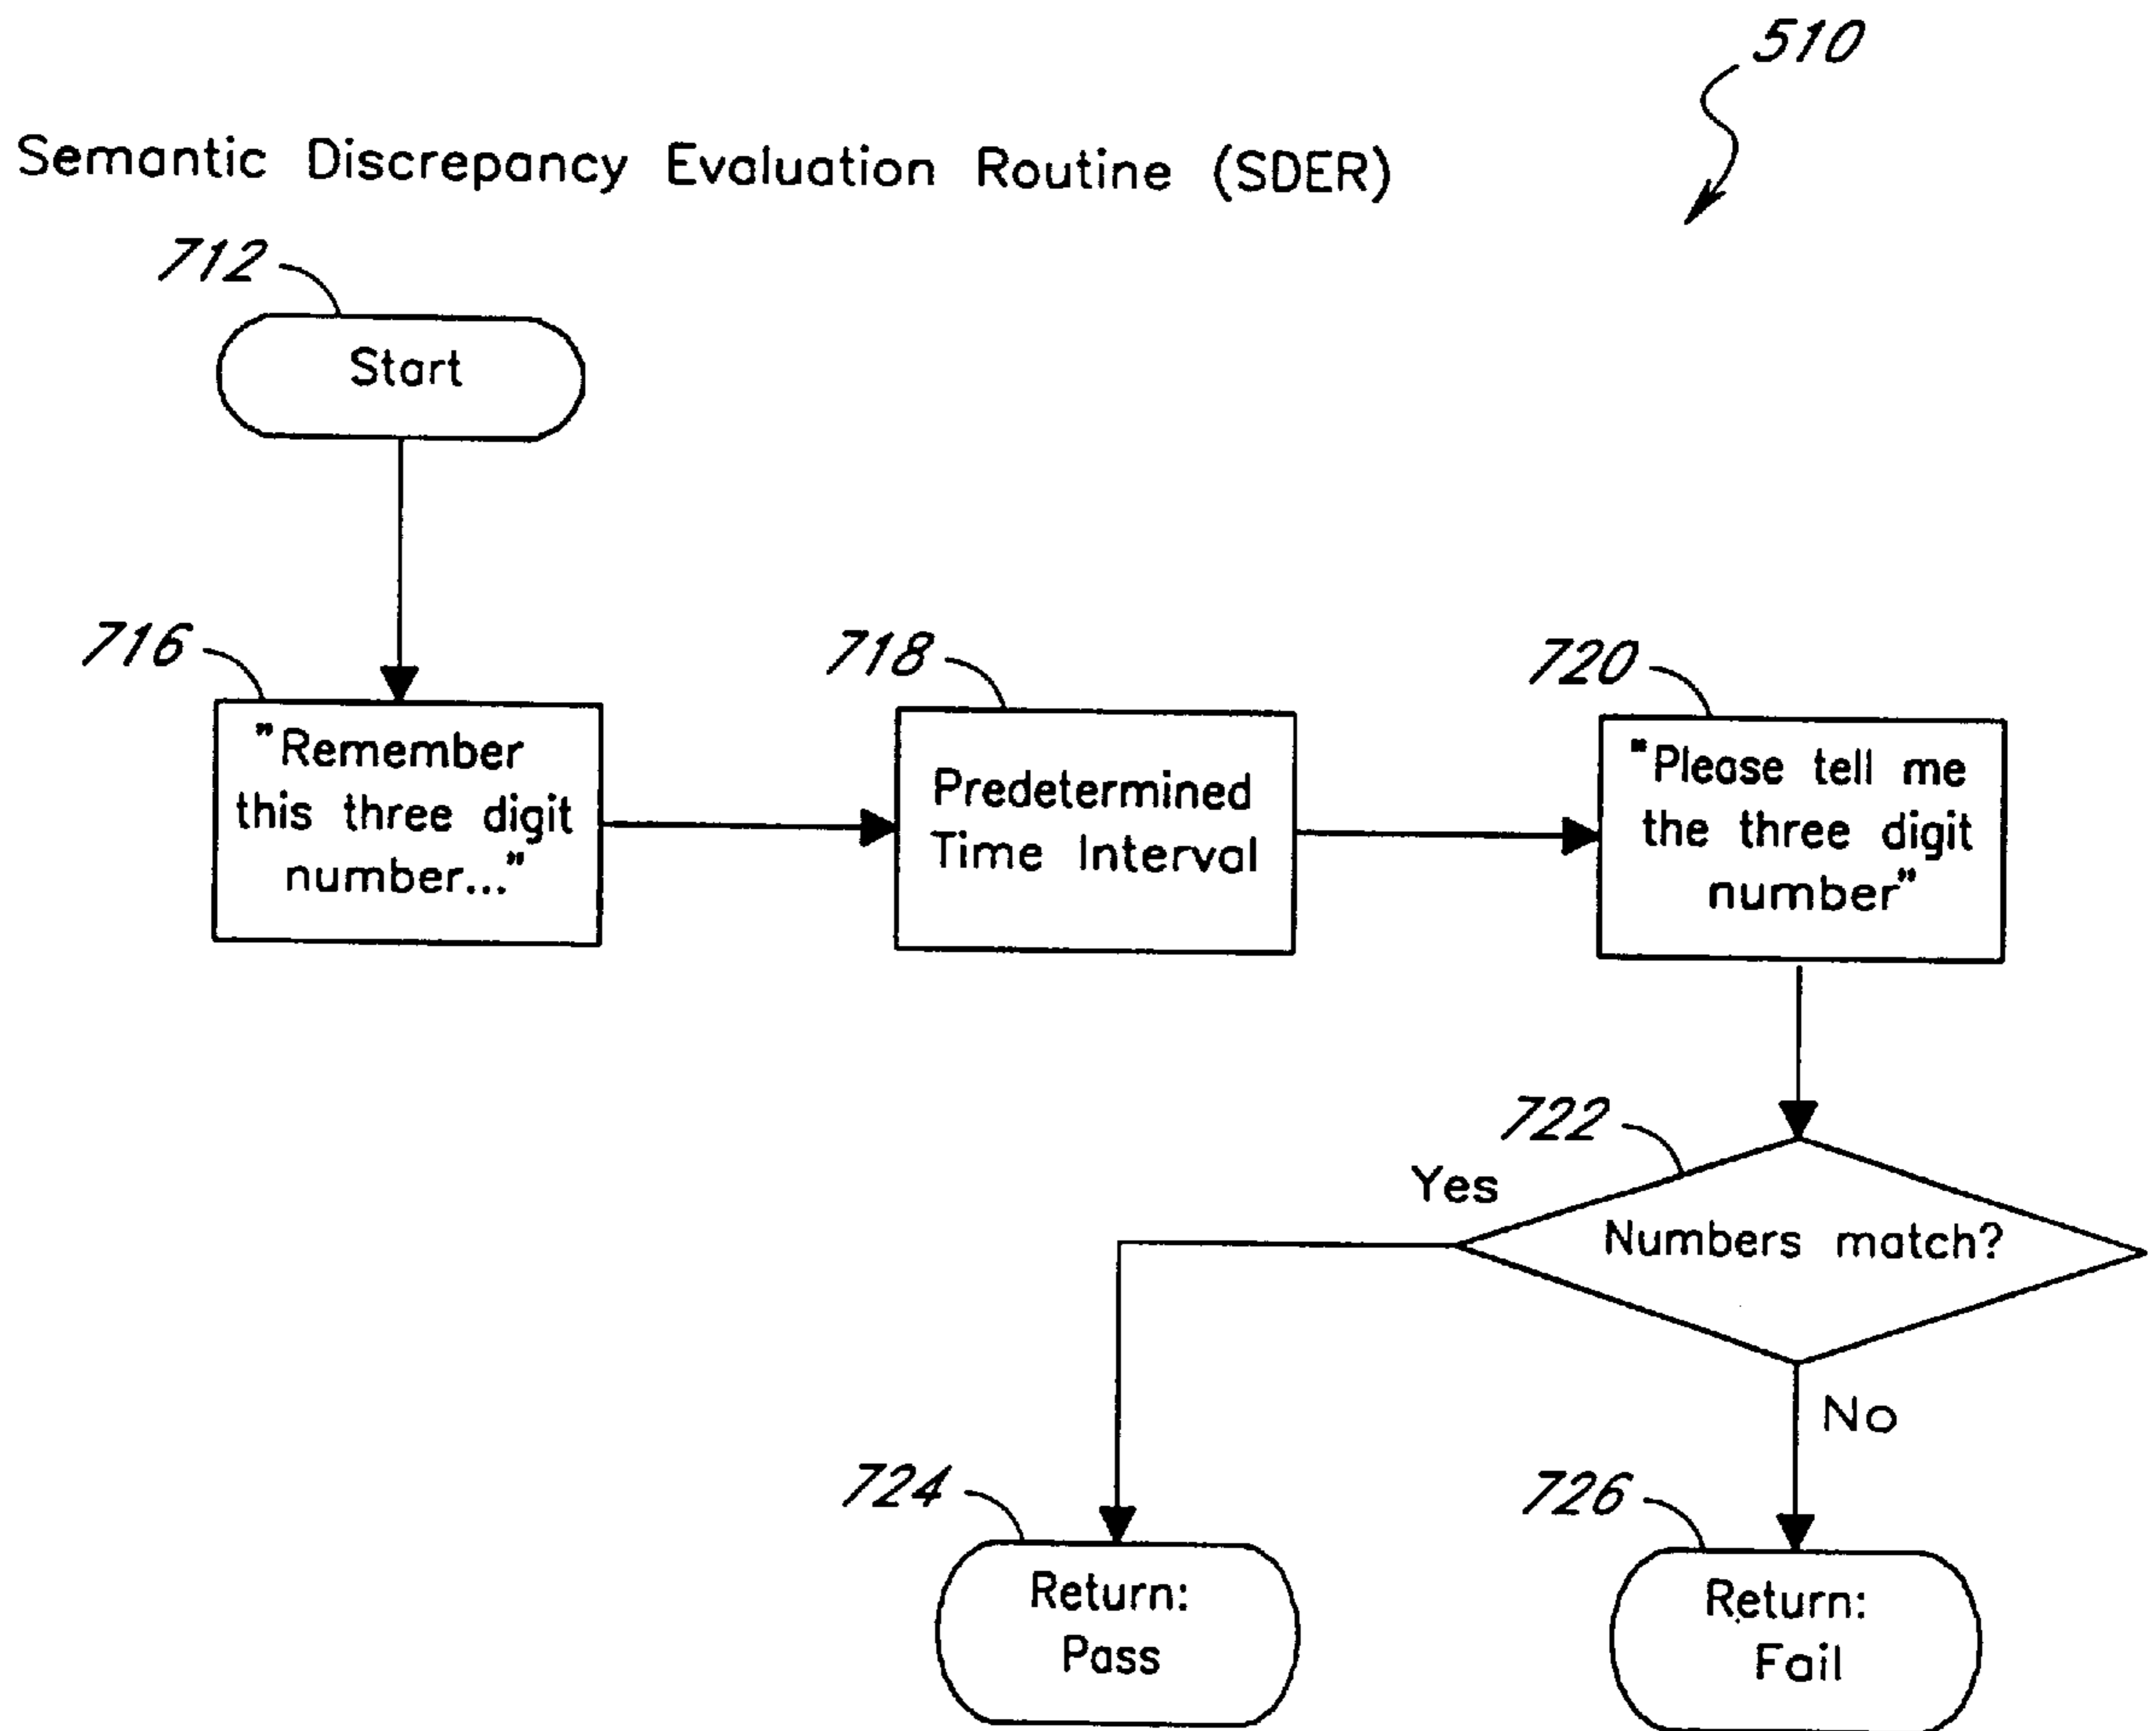 510
Semantic Discrepancy Evaluation Routine (SDER)
712
Start
716
"Remember
this three digit
number..."
718
Predetermined
Time Interval
720
"Please tell me
the three digit
number"
722
Yes
Numbers match?
No
724
Return:
Pass
726
Return:
Fail